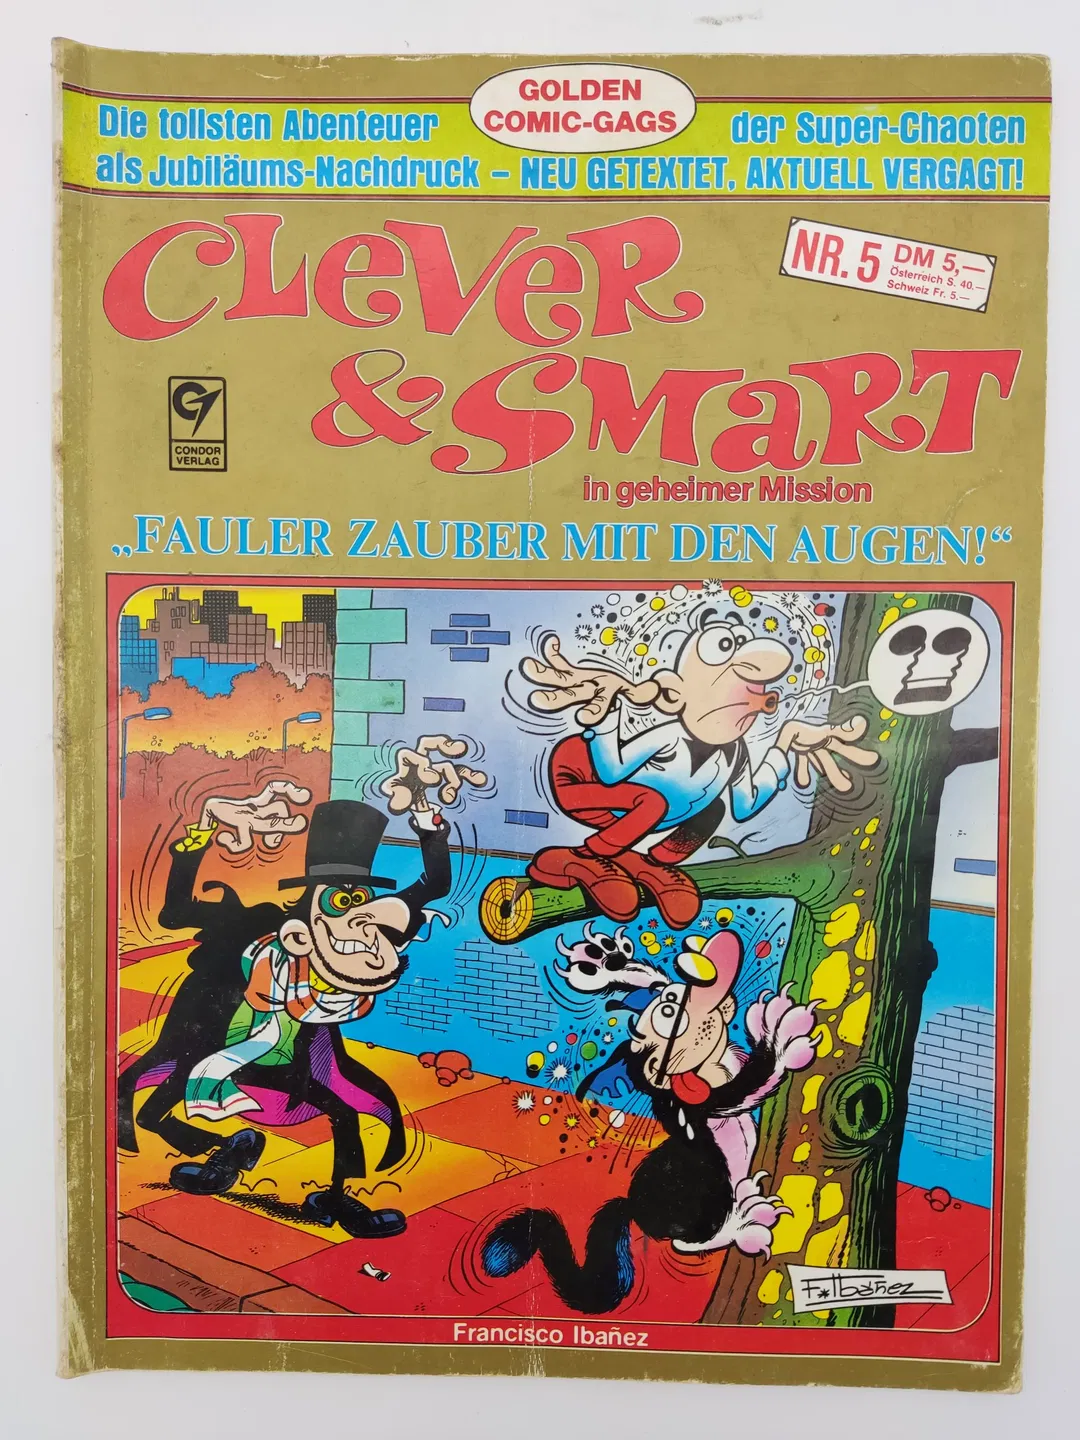 GOLDEN
COMIC-GAGS
Die tollsten Abenteuer der Super-Chaoten
als Jubiläums-Nachdruck – NEU GETEXTET, AKTUELL VERGAGT!
CLeVeR
& SMaRT
NR. 5
DM 5,—
Österreich S. 40.—
Schweiz Fr. 5.—
CONDOR
VERLAG
in geheimer Mission
„FAULER ZAUBER MIT DEN AUGEN!“
F. Ibáñez
Francisco Ibañez